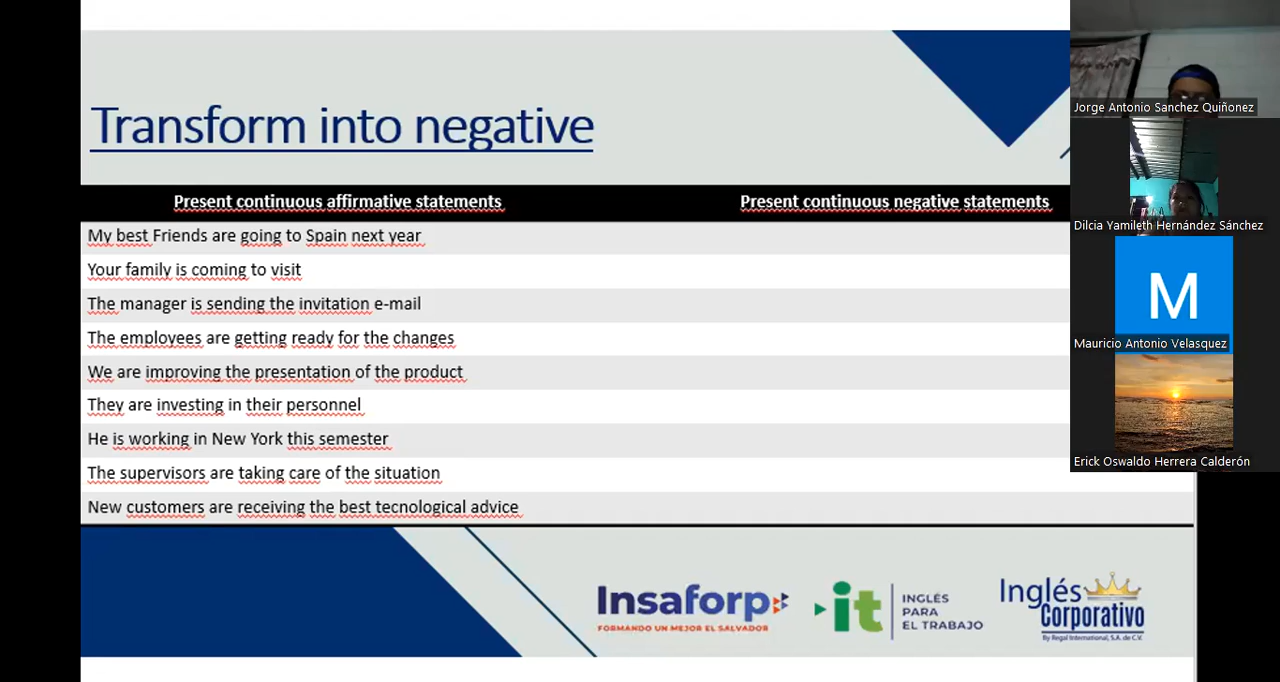 Transform into negative
Present continuous affirmative statements
Present continuous negative statements
My best Friends are going to Spain next year
Your family is coming to visit
The manager is sending the invitation e-mail
The employees are getting ready for the changes
We are improving the presentation of the product
They are investing in their personnel
He is working in New York this semester
The supervisors are taking care of the situation
New customers are receiving the best tecnological advice
Insaforp
FORMANDO UN MEJOR EL SALVADOR
it
INGLÉS
PARA
EL TRABAJO
Inglés
Corporativo
By Regal International, S.A. de C.V.
Jorge Antonio Sanchez Quiñonez
Dilcia Yamileth Hernández Sánchez
M
Mauricio Antonio Velasquez
Erick Oswaldo Herrera Calderón